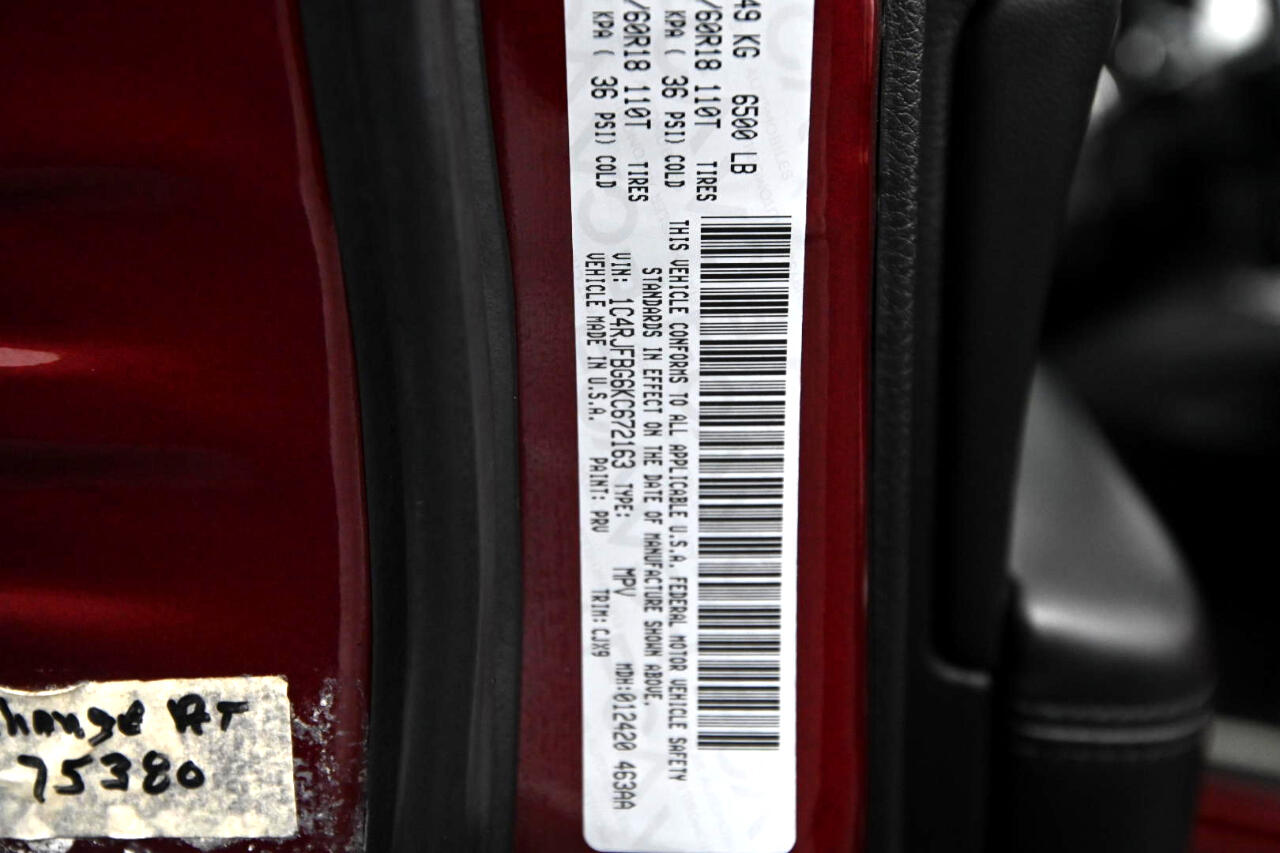 49 KG 6500 LB
/60R18 110T TIRES
KPA ( 36 PSI) COLD
/60R18 110T TIRES
KPA ( 36 PSI) COLD
THIS VEHICLE CONFORMS TO ALL APPLICABLE U.S.A. FEDERAL MOTOR VEHICLE SAFETY
STANDARDS IN EFFECT ON THE DATE OF MANUFACTURE SHOWN ABOVE.
VIN: 1C4RJFBG6KC672163 TYPE: MPV MDH:012420 463AA
VEHICLE MADE IN U.S.A. PAINT: PRV TRIM: CJX9
hange AT
75380